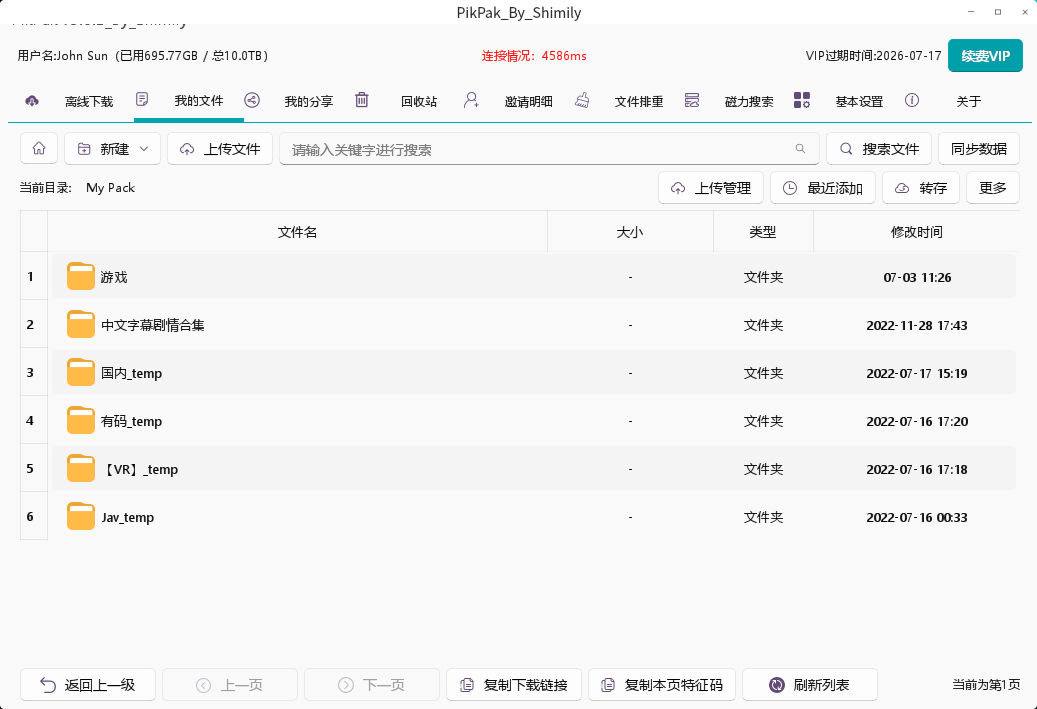 PikPak_By_Shimily
用户名:John Sun (已用695.77GB / 总10.0TB)
连接情况: 4586ms
VIP过期时间:2026-07-17
续费VIP
离线下载 我的文件 我的分享 回收站 邀请明细 文件排重 磁力搜索 基本设置 关于
新建 上传文件 请输入关键字进行搜索 搜索文件 同步数据
当前目录: My Pack
上传管理 最近添加 转存 更多
文件名 大小 类型 修改时间
1 游戏 - 文件夹 07-03 11:26
2 中文字幕剧情合集 - 文件夹 2022-11-28 17:43
3 国内_temp - 文件夹 2022-07-17 15:19
4 有码_temp - 文件夹 2022-07-16 17:20
5 【VR】_temp - 文件夹 2022-07-16 17:18
6 Jav_temp - 文件夹 2022-07-16 00:33
返回上一级 上一页 下一页 复制下载链接 复制本页特征码 刷新列表 当前为第1页